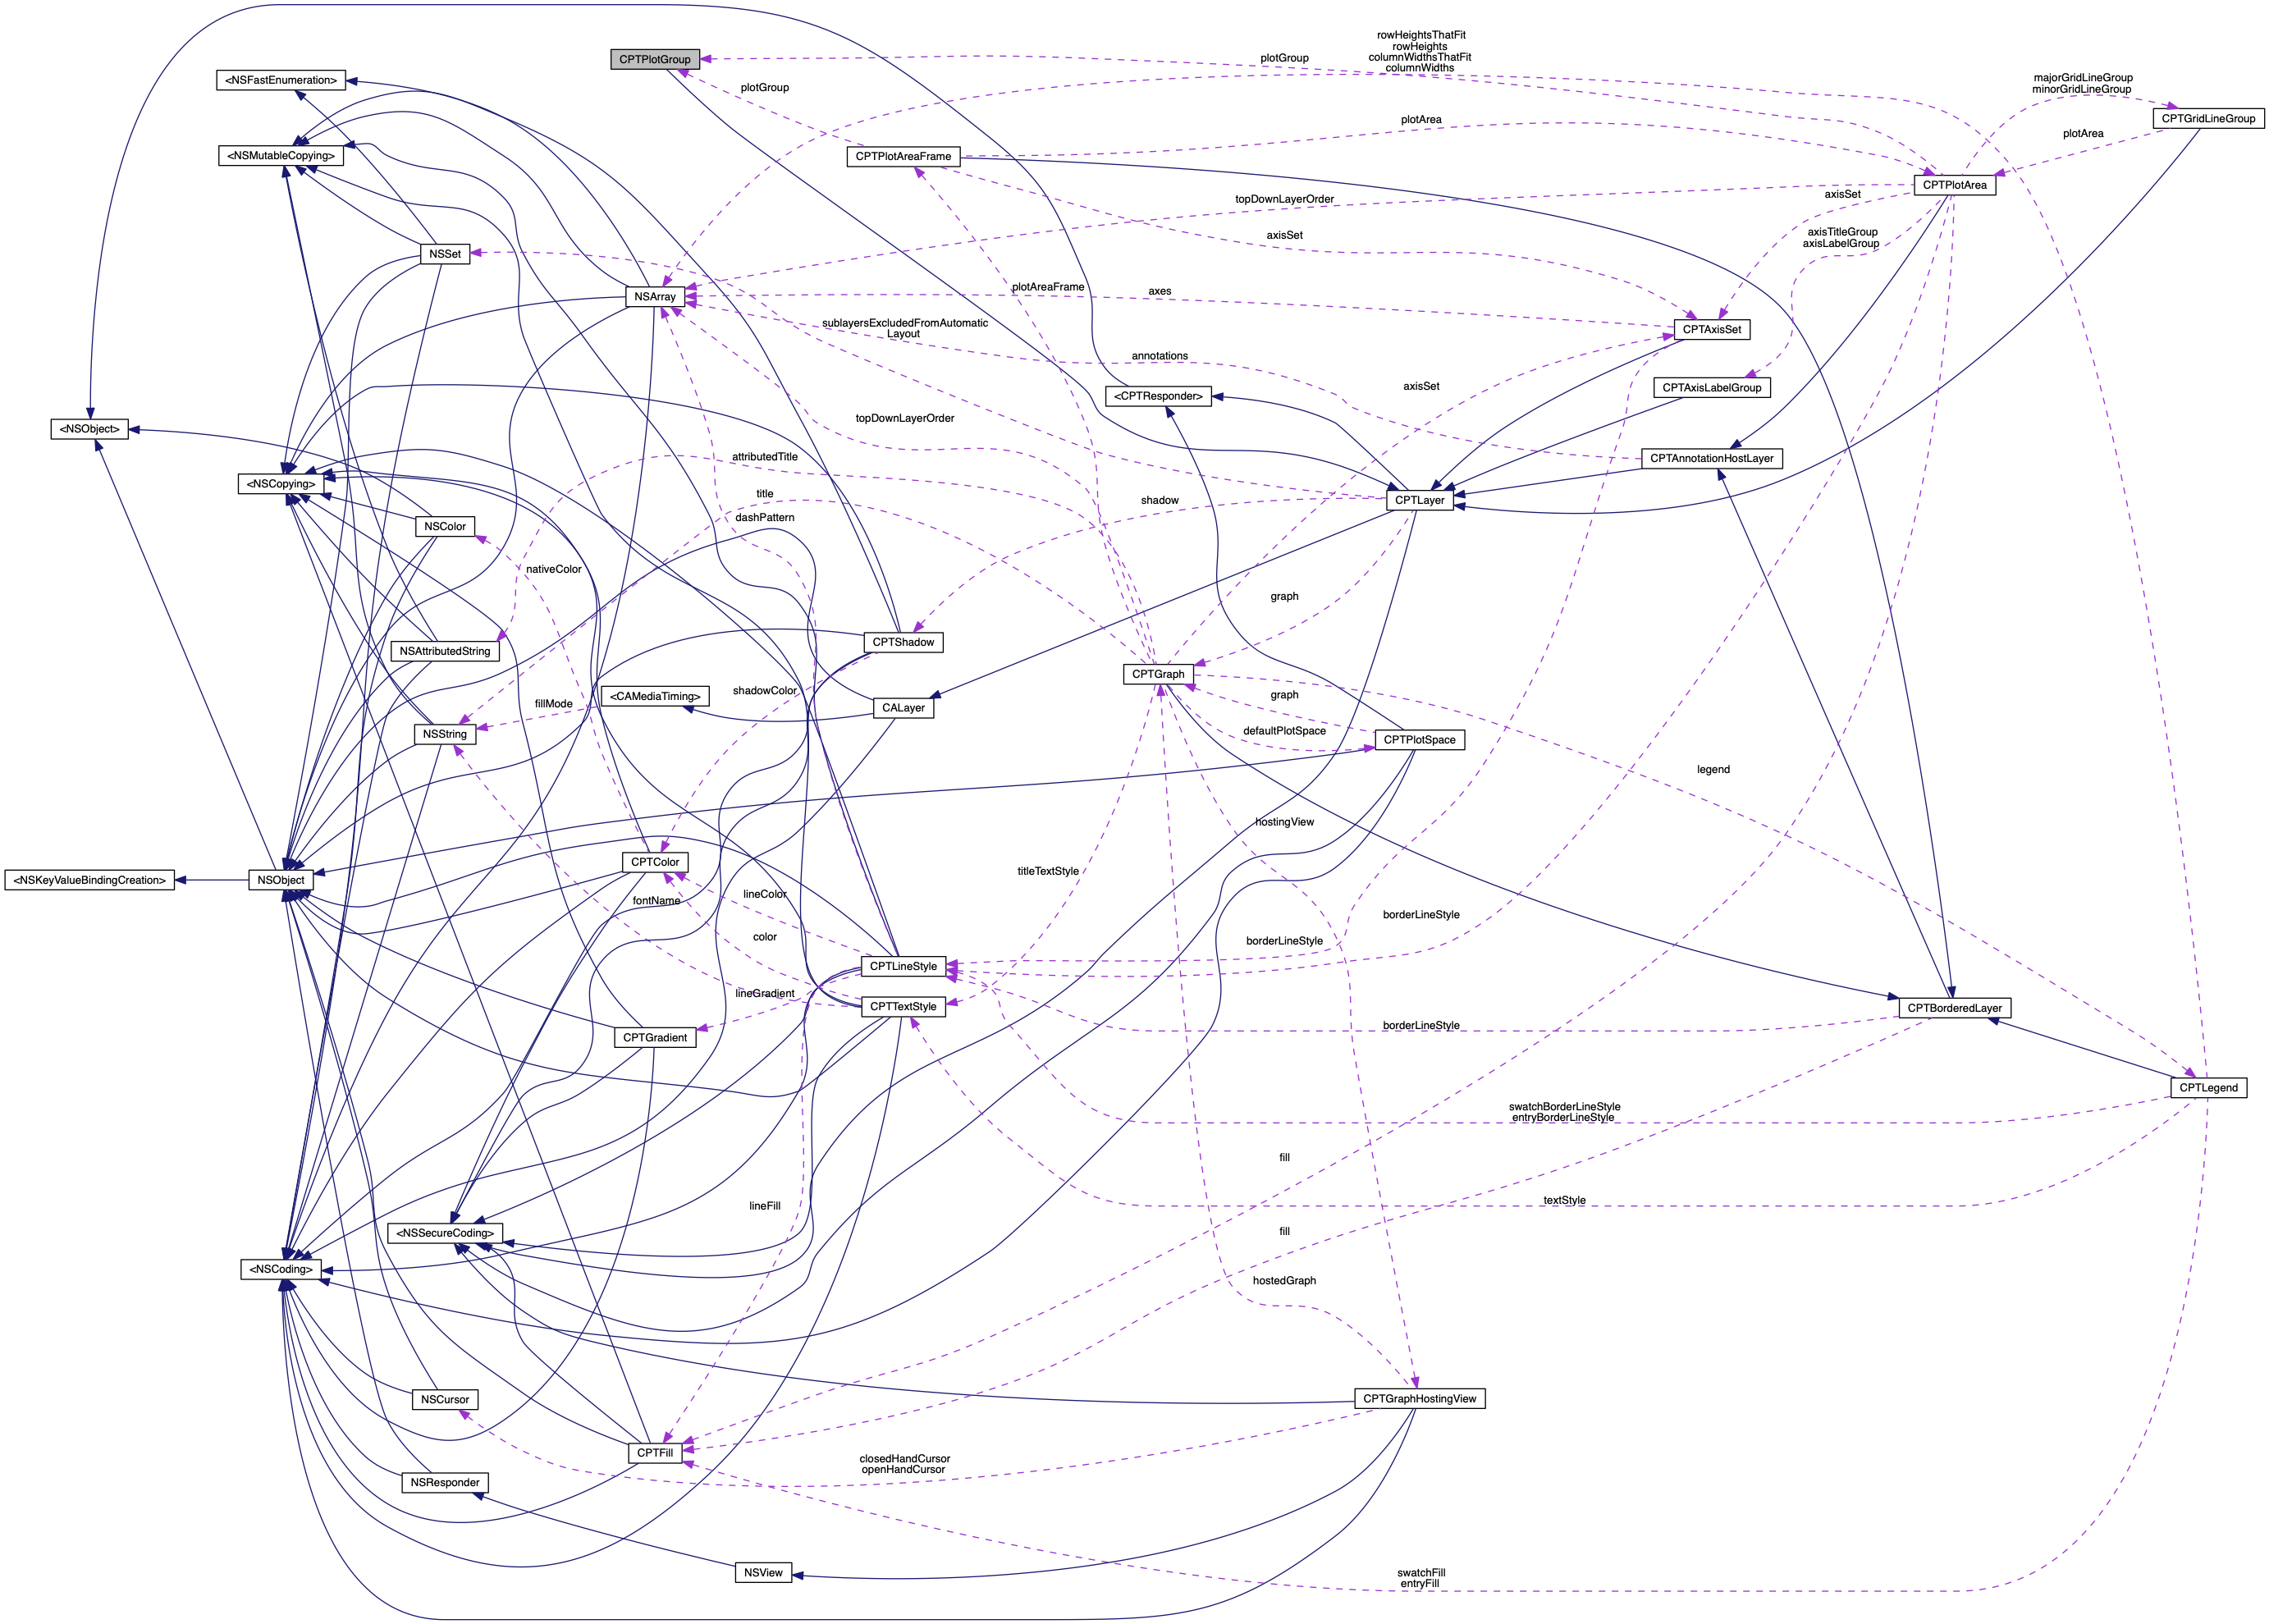 rowHeightsThatFit
rowHeights
columnWidthsThatFit
columnWidths
CPTPlotGroup
plotGroup
<NSFastEnumeration>
majorGridLineGroup
minorGridLineGroup
plotGroup
CPTGridLineGroup
plotArea
plotArea
<NSMutableCopying>
CPTPlotAreaFrame
CPTPlotArea
topDownLayerOrder
axisSet
axisSet
axisTitleGroup
axisLabelGroup
NSSet
plotAreaFrame
NSArray
axes
sublayersExcludedFromAutomatic
Layout
CPTAxisSet
annotations
axisSet
CPTAxisLabelGroup
<CPTResponder>
topDownLayerOrder
<NSObject>
attributedTitle
CPTAnnotationHostLayer
<NSCopying>
title
shadow
CPTLayer
dashPattern
NSColor
nativeColor
graph
NSAttributedString
CPTShadow
CPTGraph
shadowColor
<CAMediaTiming>
graph
fillMode
CALayer
NSString
defaultPlotSpace
CPTPlotSpace
legend
hostingView
CPTColor
titleTextStyle
<NSKeyValueBindingCreation>
NSObject
lineColor
fontName
borderLineStyle
color
borderLineStyle
CPTLineStyle
lineGradient
CPTTextStyle
CPTBorderedLayer
borderLineStyle
CPTGradient
CPTLegend
swatchBorderLineStyle
entryBorderLineStyle
fill
textStyle
lineFill
<NSSecureCoding>
fill
<NSCoding>
hostedGraph
NSCursor
CPTGraphHostingView
CPTFill
closedHandCursor
openHandCursor
NSResponder
NSView
swatchFill
entryFill